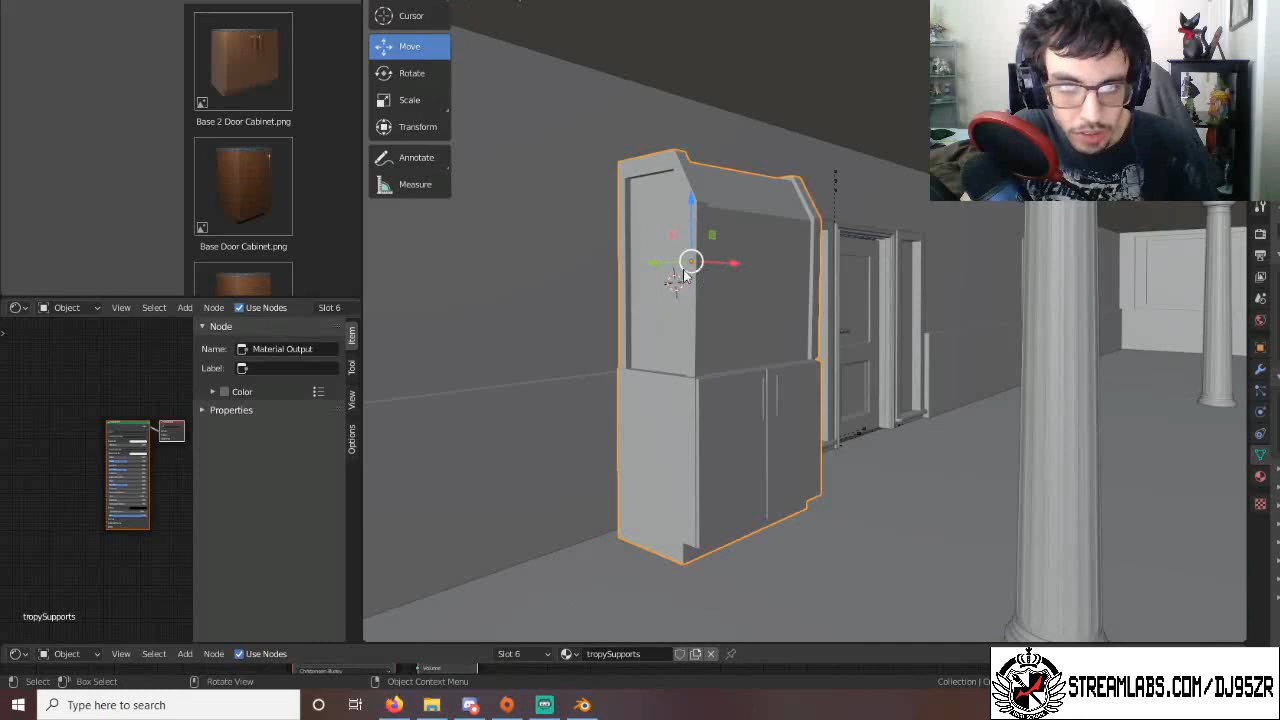 Cursor
Move
Rotate
Scale
Base 2 Door Cabinet.png
Transform
Annotate
Measure
Base Door Cabinet.png
Object View Select Add Node Use Nodes Slot 6
Node
Name: Material Output
Label:
Color
Properties
Item
Tool
View
Options
tropySupports
Object View Select Add Node Use Nodes Slot 6 tropySupports
Volume
Select Box Select Rotate View Object Context Menu Collection | C
Type here to search
STREAMLABS.COM/DJ95ZR